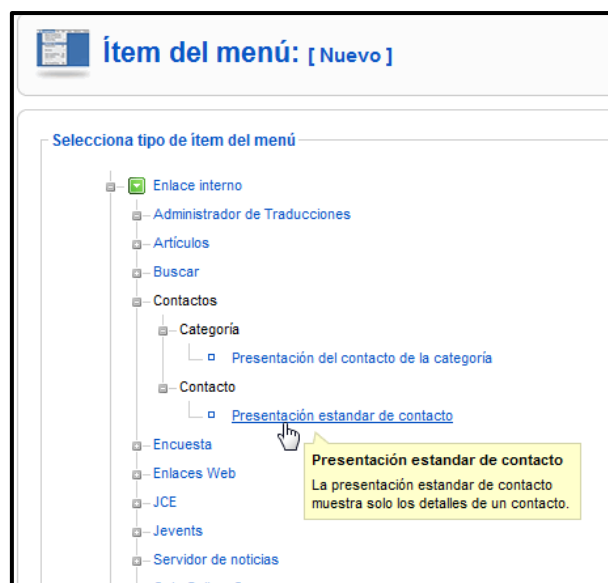 Ítem del menú: [ Nuevo ]
Selecciona tipo de ítem del menú
Enlace interno
Administrador de Traducciones
Artículos
Buscar
Contactos
Categoría
Presentación del contacto de la categoría
Contacto
Presentación estandar de contacto
Encuesta
Presentación estandar de contacto
La presentación estandar de contacto
muestra solo los detalles de un contacto.
Enlaces Web
JCE
Jevents
Servidor de noticias